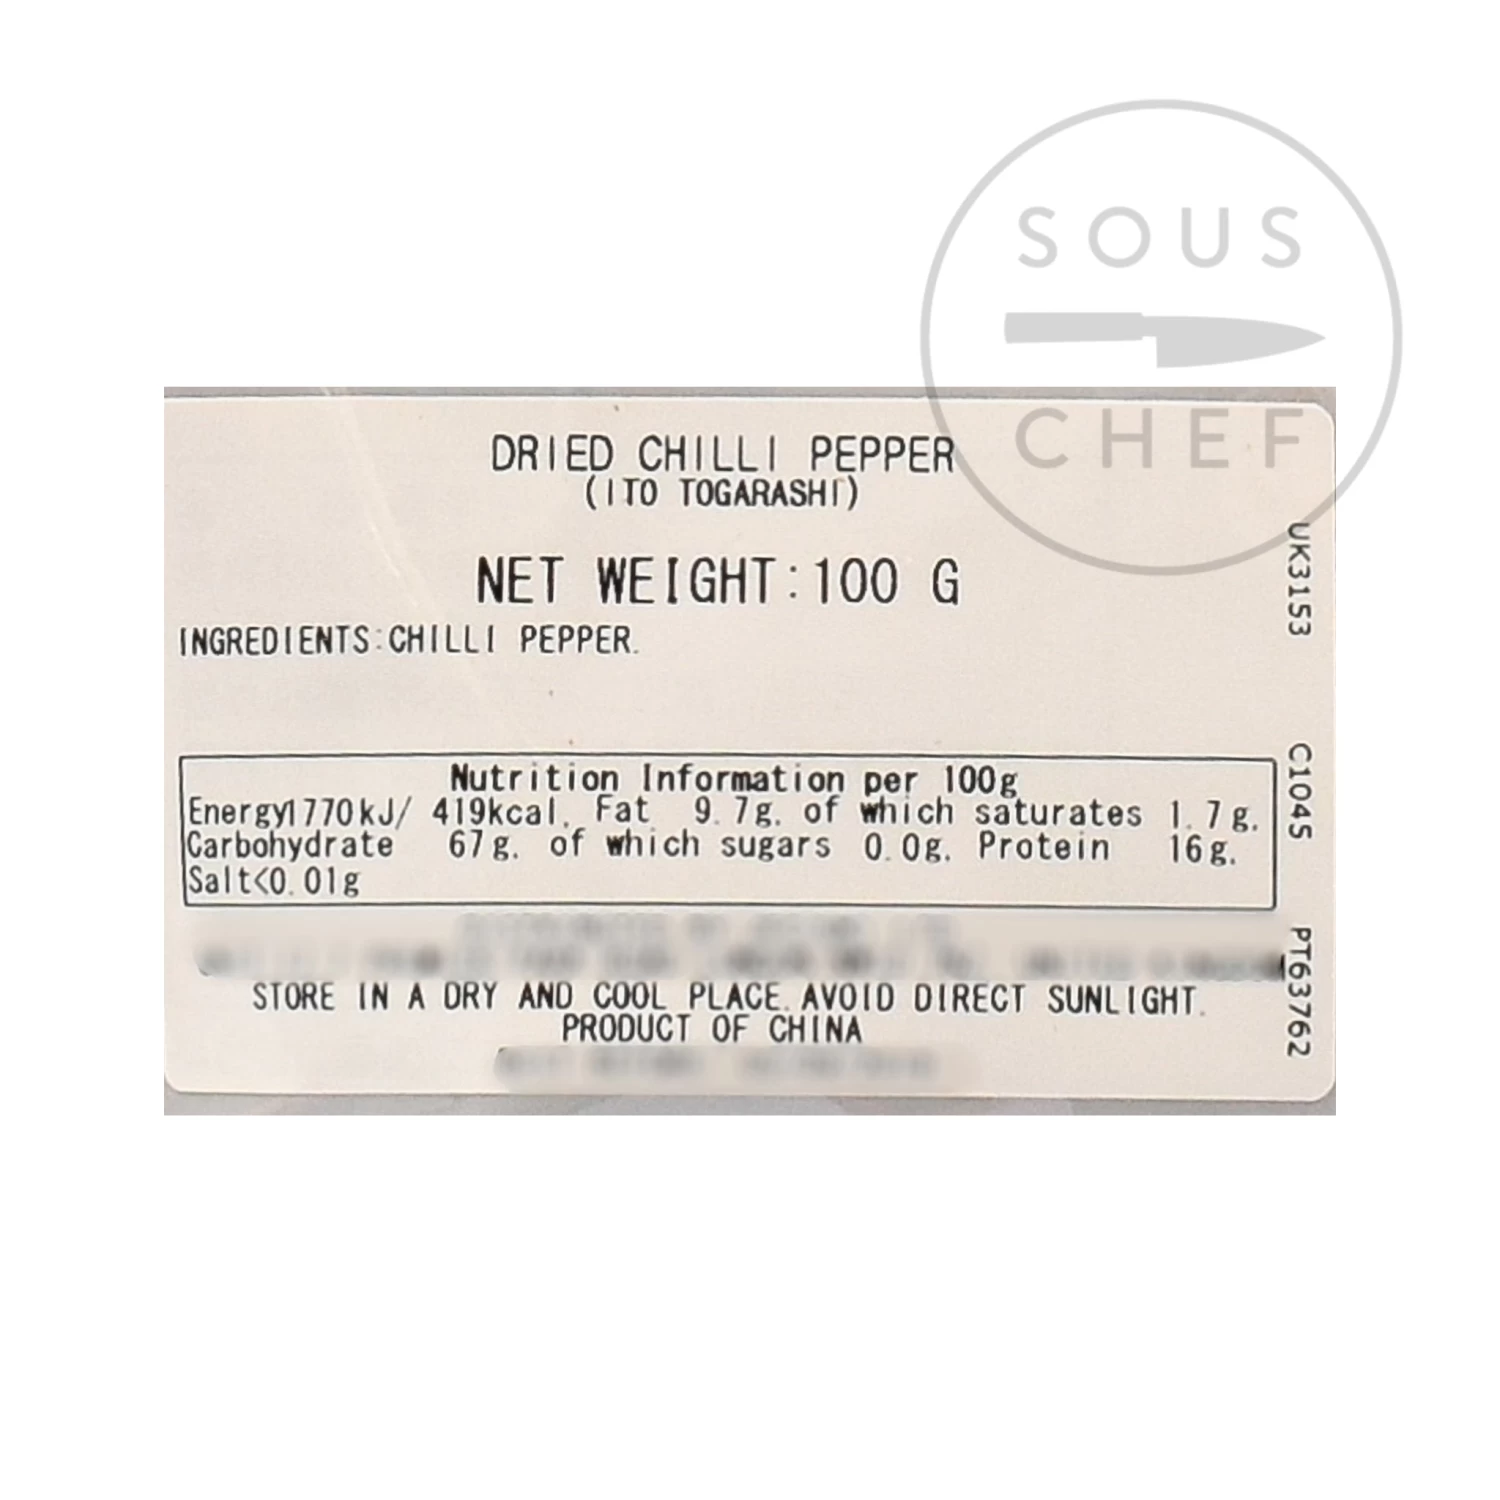 SOUS
CHEF
DRIED CHILLI PEPPER
(ITO TOGARASHI)
NET WEIGHT:100 G
INGREDIENTS:CHILLI PEPPER.
Nutrition Information per 100g
Energy1770kJ/ 419kcal. Fat 9.7g. of which saturates 1.7g.
Carbohydrate 67g. of which sugars 0.0g. Protein 16g.
Salt<0.01g
STORE IN A DRY AND COOL PLACE.AVOID DIRECT SUNLIGHT.
PRODUCT OF CHINA
UK3153
C1045
PT63762